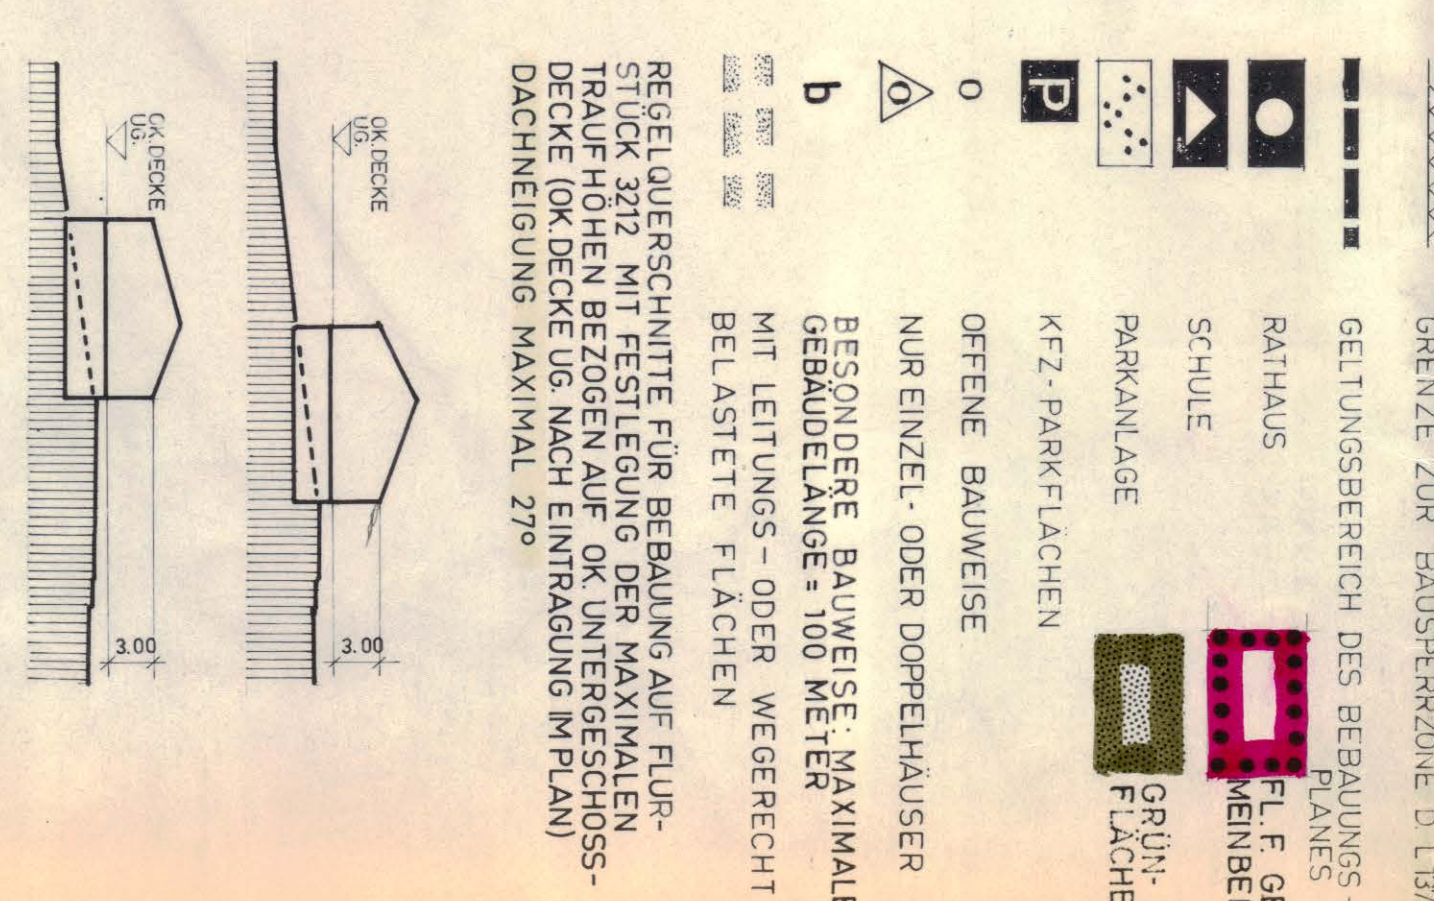 GRENZE ZUR BAUSPERRZONE D. L 137
GELTUNGSBEREICH DES BEBAUUNGS-
PLANES
RATHAUS
FL. F. GE
MEINBE
SCHULE
PARKANLAGE
GRÜN-
FLÄCHE
P
KFZ-PARKFLÄCHEN
o
OFFENE BAUWEISE
o
NUR EINZEL- ODER DOPPELHÄUSER
b
BESONDERE BAUWEISE: MAXIMALE
GEBÄUDELÄNGE = 100 METER
MIT LEITUNGS- ODER WEGERECHT
BELASTETE FLÄCHEN
REGELQUERSCHNITTE FÜR BEBAUUNG AUF FLUR-
STÜCK 3212 MIT FESTLEGUNG DER MAXIMALEN
TRAUFHÖHEN BEZOGEN AUF OK. UNTERGESCHOSS-
DECKE (OK. DECKE UG. NACH EINTRAGUNG IM PLAN)
DACHNEIGUNG MAXIMAL 27°
OK. DECKE
UG.
3.00
OK. DECKE
UG.
3.00